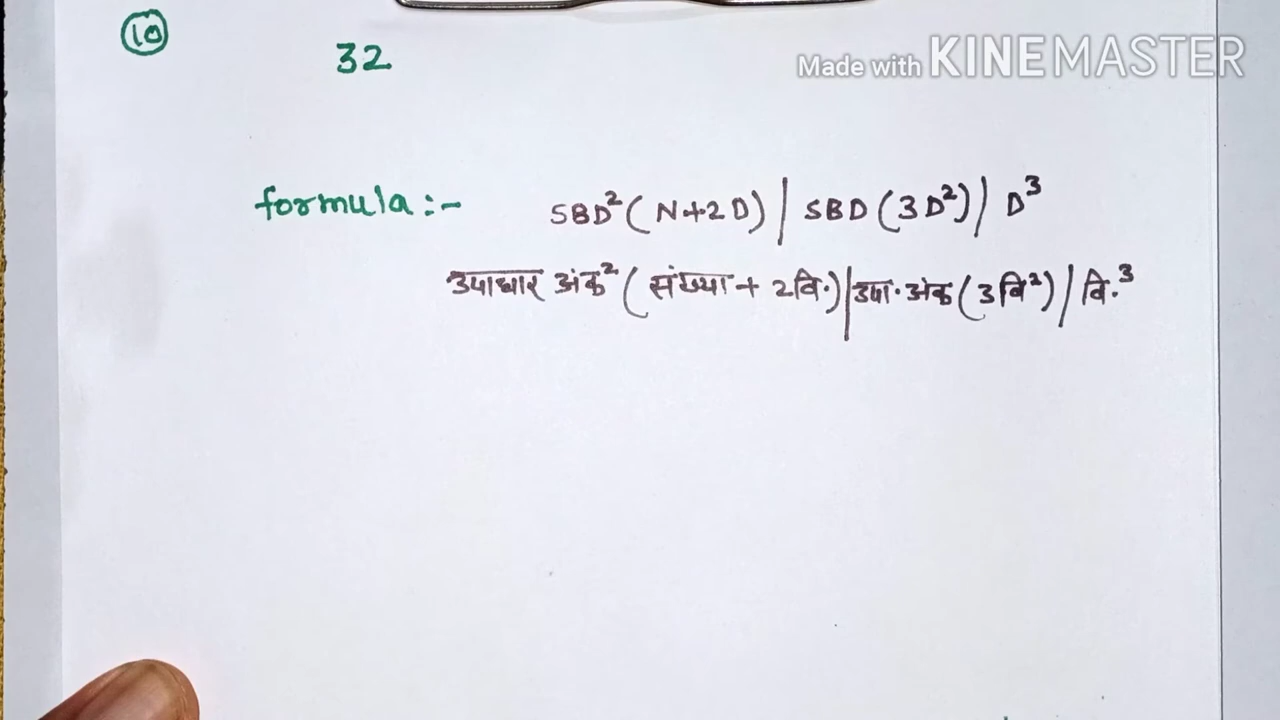 10
32
Made with KINEMASTER
formula:- SBD²(N+2D) / SBD(3D²) / D³
उपाधार अंक²(संख्या + 2वि.) / उपा. अंक(3वि²) / वि.³